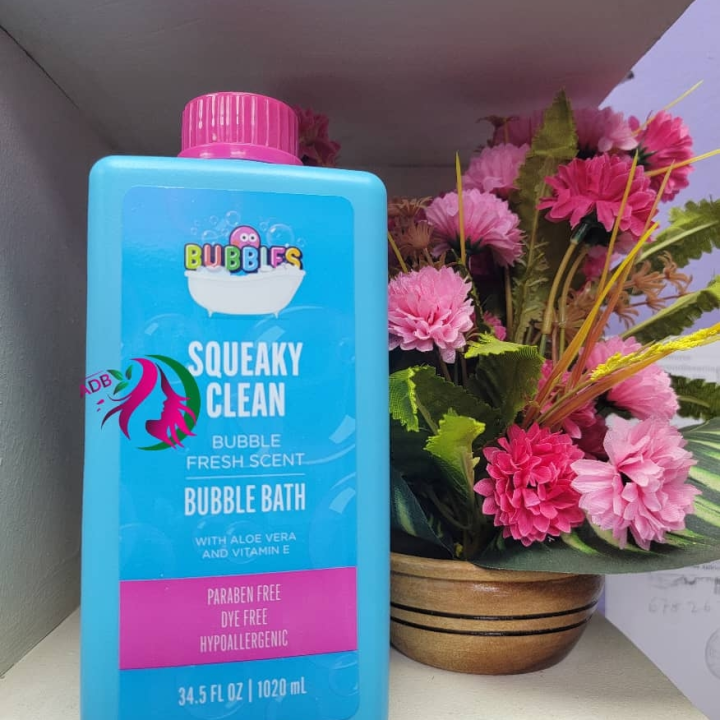 BUBBLES
SQUEAKY
CLEAN
ADB
BUBBLE
FRESH SCENT
BUBBLE BATH
WITH ALOE VERA
AND VITAMIN E
PARABEN FREE
DYE FREE
HYPOALLERGENIC
34.5 FL OZ | 1020 mL